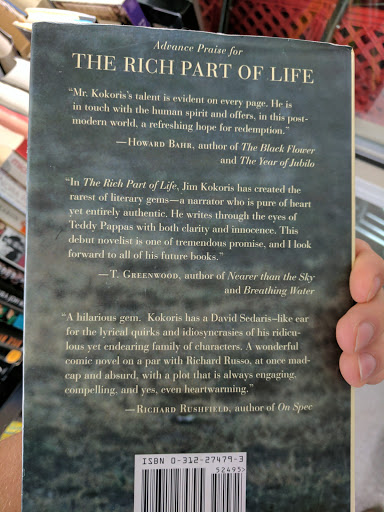 Advance Praise for
THE RICH PART OF LIFE
“Mr. Kokoris’s talent is evident on every page. He is
in touch with the human spirit and offers, in this post-
modern world, a refreshing hope for redemption.”
—Howard Bahr, author of The Black Flower
and The Year of Jubilo
“In The Rich Part of Life, Jim Kokoris has created the
rarest of literary gems—a narrator who is pure of heart
yet entirely authentic. He writes through the eyes of
Teddy Pappas with both clarity and innocence. This
debut novelist is one of tremendous promise, and I look
forward to all of his future books.”
—T. Greenwood, author of Nearer than the Sky
and Breathing Water
“A hilarious gem. Kokoris has a David Sedaris–like ear
for the lyrical quirks and idiosyncrasies of his ridicu-
lous yet endearing family of characters. A wonderful
comic novel on a par with Richard Russo, at once mad-
cap and absurd, with a plot that is always engaging,
compelling, and yes, even heartwarming.”
—Richard Rushfield, author of On Spec
ISBN 0-312-27479-3
52495>